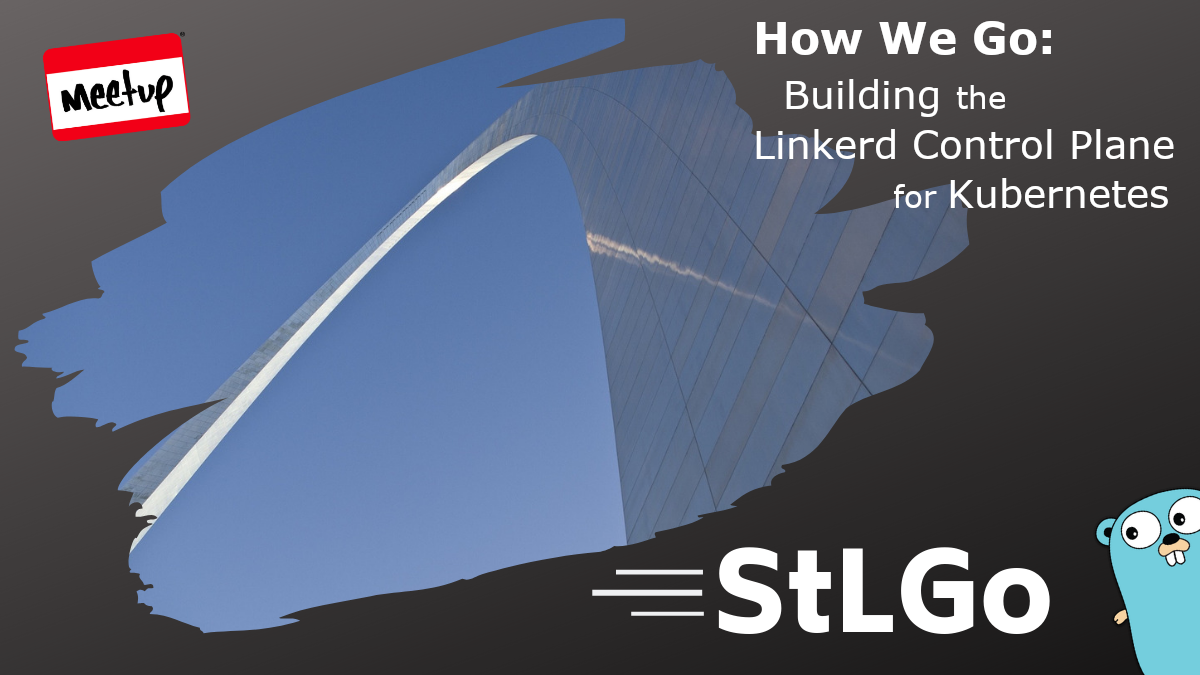 Meetup
How We Go:
Building the
Linkerd Control Plane
for Kubernetes
StLGo